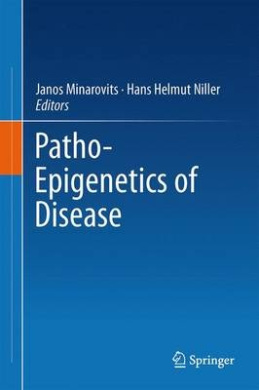 Janos Minarovits · Hans Helmut Niller
Editors
Patho-
Epigenetics of
Disease
Springer